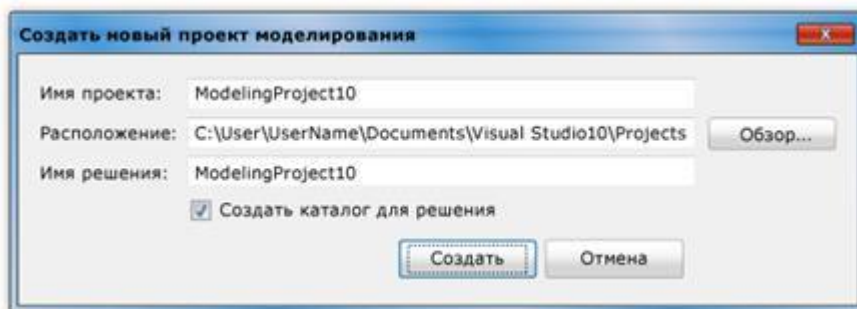 Создать новый проект моделирования
Имя проекта: ModelingProject10
Расположение: C:\User\UserName\Documents\Visual Studio10\Projects Обзор...
Имя решения: ModelingProject10
Создать каталог для решения
Создать Отмена